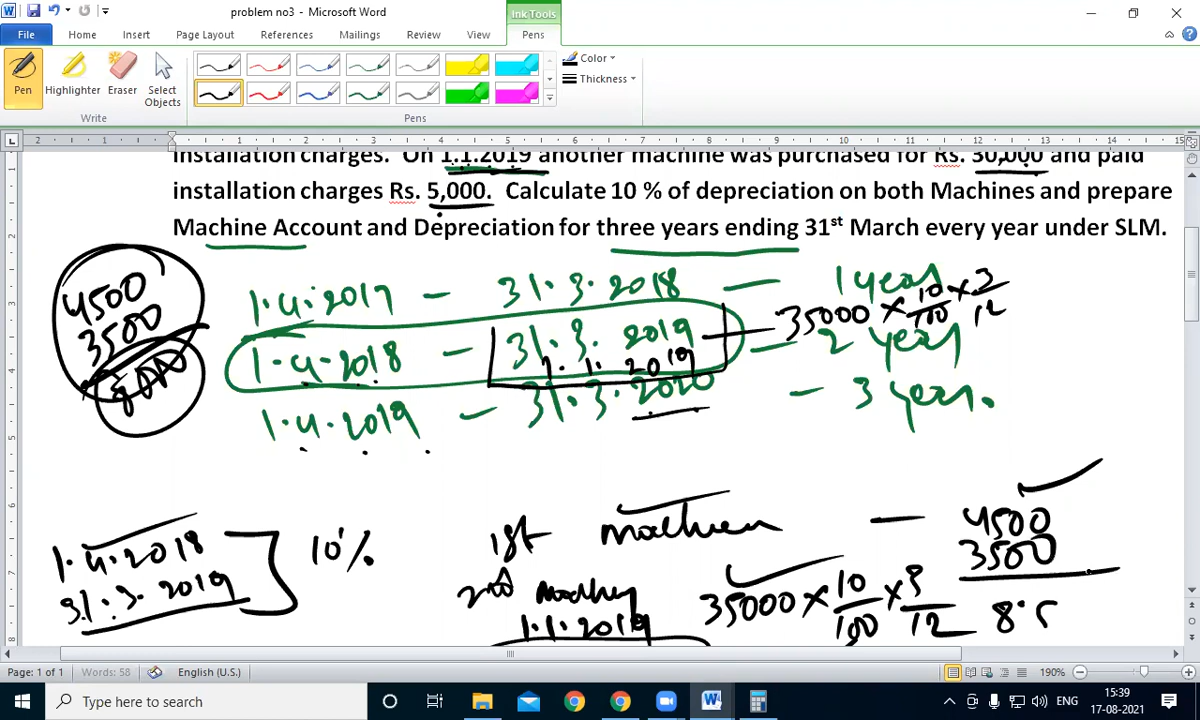 problem no3 - Microsoft Word
Ink Tools
File Home Insert Page Layout References Mailings Review View Pens
Pen Highlighter Eraser Select Objects
Color
Thickness
Write Pens
installation charges. On 1.1.2019 another machine was purchased for Rs. 30,000 and paid
installation charges Rs. 5,000. Calculate 10 % of depreciation on both Machines and prepare
Machine Account and Depreciation for three years ending 31st March every year under SLM.
4500
3500
8000
1.4.2017 – 31.3.2018 — 1 year
35000 × 10/100 × 3/12
1.4.2018 – 31.3.2019 – 2 year
1.1.2019
1.4.2019 – 31.3.2020 – 3 year.
1.4.2018
31.3.2019
10%
1st
4500
3500
2nd
1.1.2019
35000 × 10/100 × 3/12
Page: 1 of 1 Words: 58 English (U.S.) 190%
Type here to search
ENG
15:39
17-08-2021